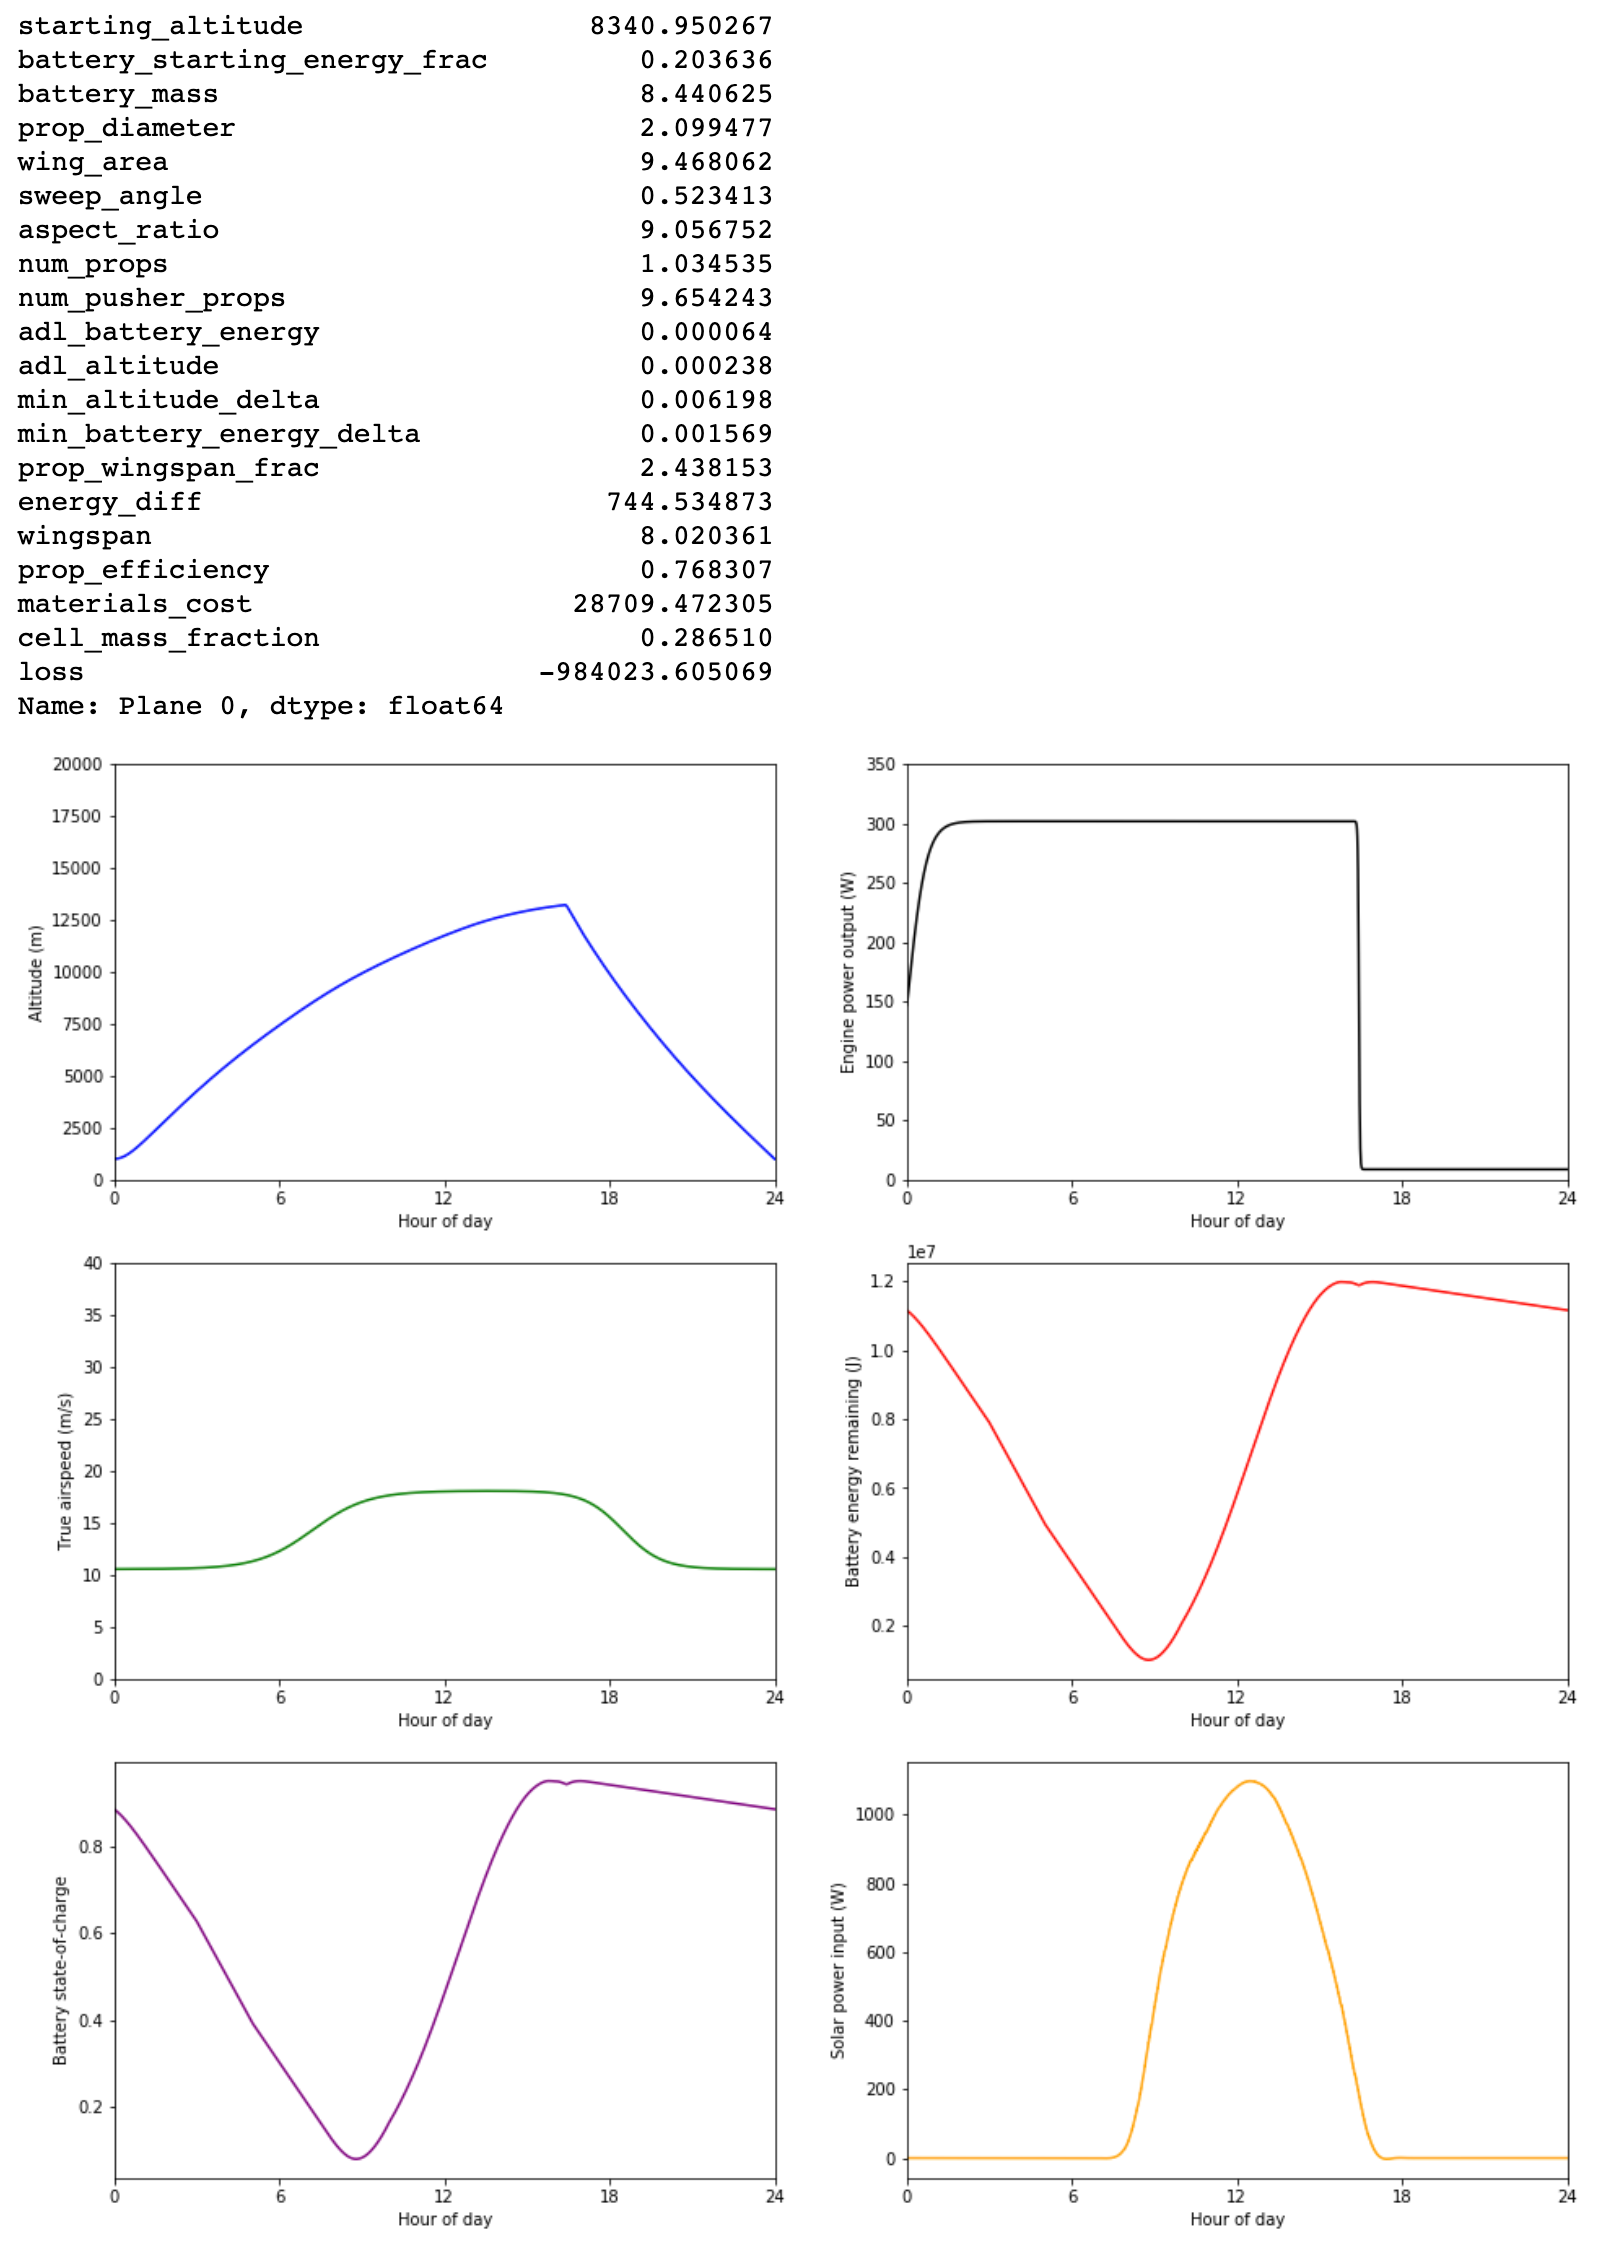 starting_altitude 8340.950267
battery_starting_energy_frac 0.203636
battery_mass 8.440625
prop_diameter 2.099477
wing_area 9.468062
sweep_angle 0.523413
aspect_ratio 9.056752
num_props 1.034535
num_pusher_props 9.654243
adl_battery_energy 0.000064
adl_altitude 0.000238
min_altitude_delta 0.006198
min_battery_energy_delta 0.001569
prop_wingspan_frac 2.438153
energy_diff 744.534873
wingspan 8.020361
prop_efficiency 0.768307
materials_cost 28709.472305
cell_mass_fraction 0.286510
loss -984023.605069
Name: Plane 0, dtype: float64
20000
17500
15000
12500
10000
7500
5000
2500
0
Altitude (m)
0 6 12 18 24
Hour of day
350
300
250
200
150
100
50
0
Engine power output (W)
0 6 12 18 24
Hour of day
40
35
30
25
20
15
10
5
0
True airspeed (m/s)
0 6 12 18 24
Hour of day
1e7
1.2
1.0
0.8
0.6
0.4
0.2
Battery energy remaining (J)
0 6 12 18 24
Hour of day
0.8
0.6
0.4
0.2
Battery state-of-charge
0 6 12 18 24
Hour of day
1000
800
600
400
200
0
Solar power input (W)
0 6 12 18 24
Hour of day